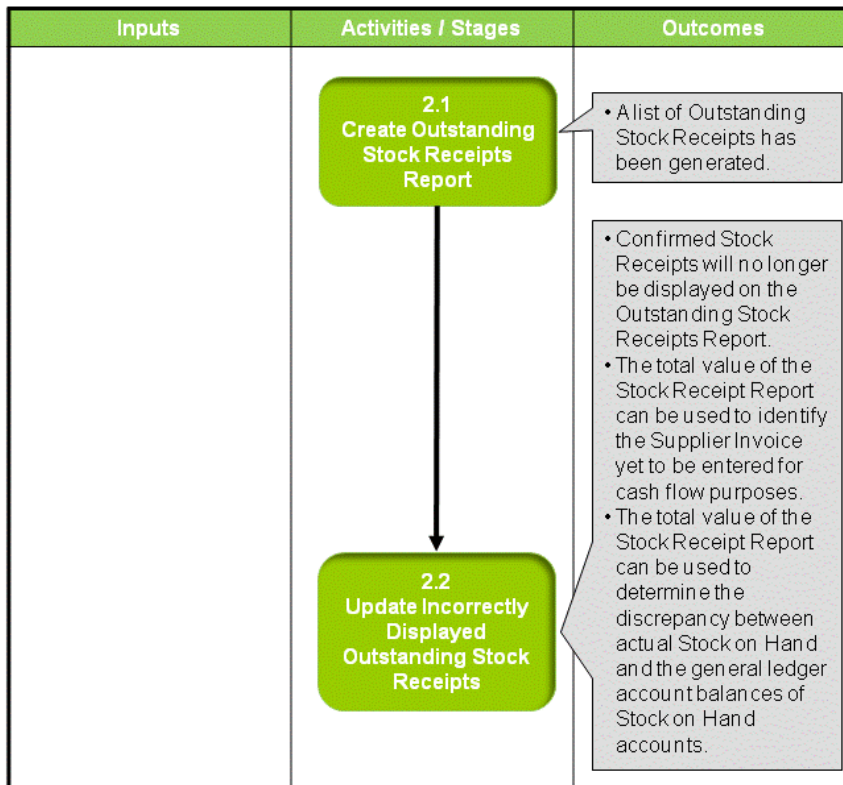 Inputs
Activities / Stages
Outcomes
2.1
Create Outstanding
Stock Receipts
Report
• A list of Outstanding
Stock Receipts has
been generated.
• Confirmed Stock
Receipts will no longer
be displayed on the
Outstanding Stock
Receipts Report.
• The total value of the
Stock Receipt Report
can be used to identify
the Supplier Invoice
yet to be entered for
cash flow purposes.
• The total value of the
Stock Receipt Report
can be used to
determine the
discrepancy between
actual Stock on Hand
and the general ledger
account balances of
Stock on Hand
accounts.
2.2
Update Incorrectly
Displayed
Outstanding Stock
Receipts